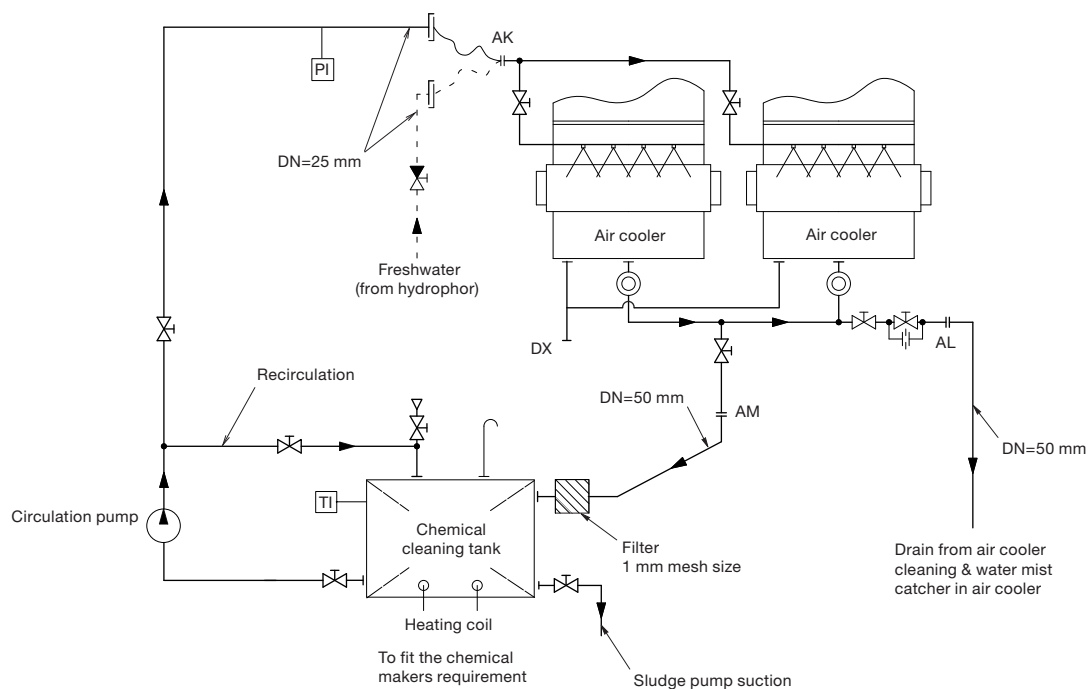 AK
PI
DN=25 mm
Freshwater
(from hydrophor)
Air cooler
Air cooler
DX
AL
Recirculation
DN=50 mm
AM
DN=50 mm
TI
Circulation pump
Chemical
cleaning tank
Filter
1 mm mesh size
Drain from air cooler
cleaning & water mist
catcher in air cooler
Heating coil
To fit the chemical
makers requirement
Sludge pump suction